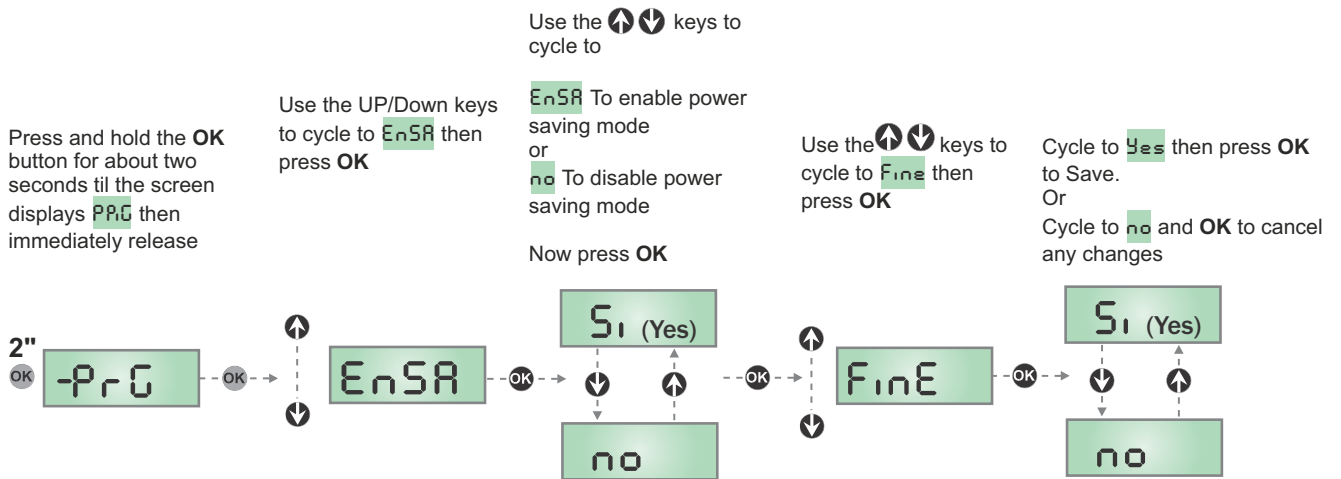 Press and hold the OK
button for about two
seconds til the screen
displays PRG then
immediately release
Use the UP/Down keys
to cycle to EnSA then
press OK
Use the keys to
cycle to
EnSA To enable power
saving mode
or
no To disable power
saving mode
Now press OK
Use the keys to
cycle to Fine then
press OK
Cycle to Yes then press OK
to Save.
Or
Cycle to no and OK to cancel
any changes
2"
OK
-PrG
OK
EnSA
OK
Si (Yes)
no
OK
FinE
OK
Si (Yes)
no